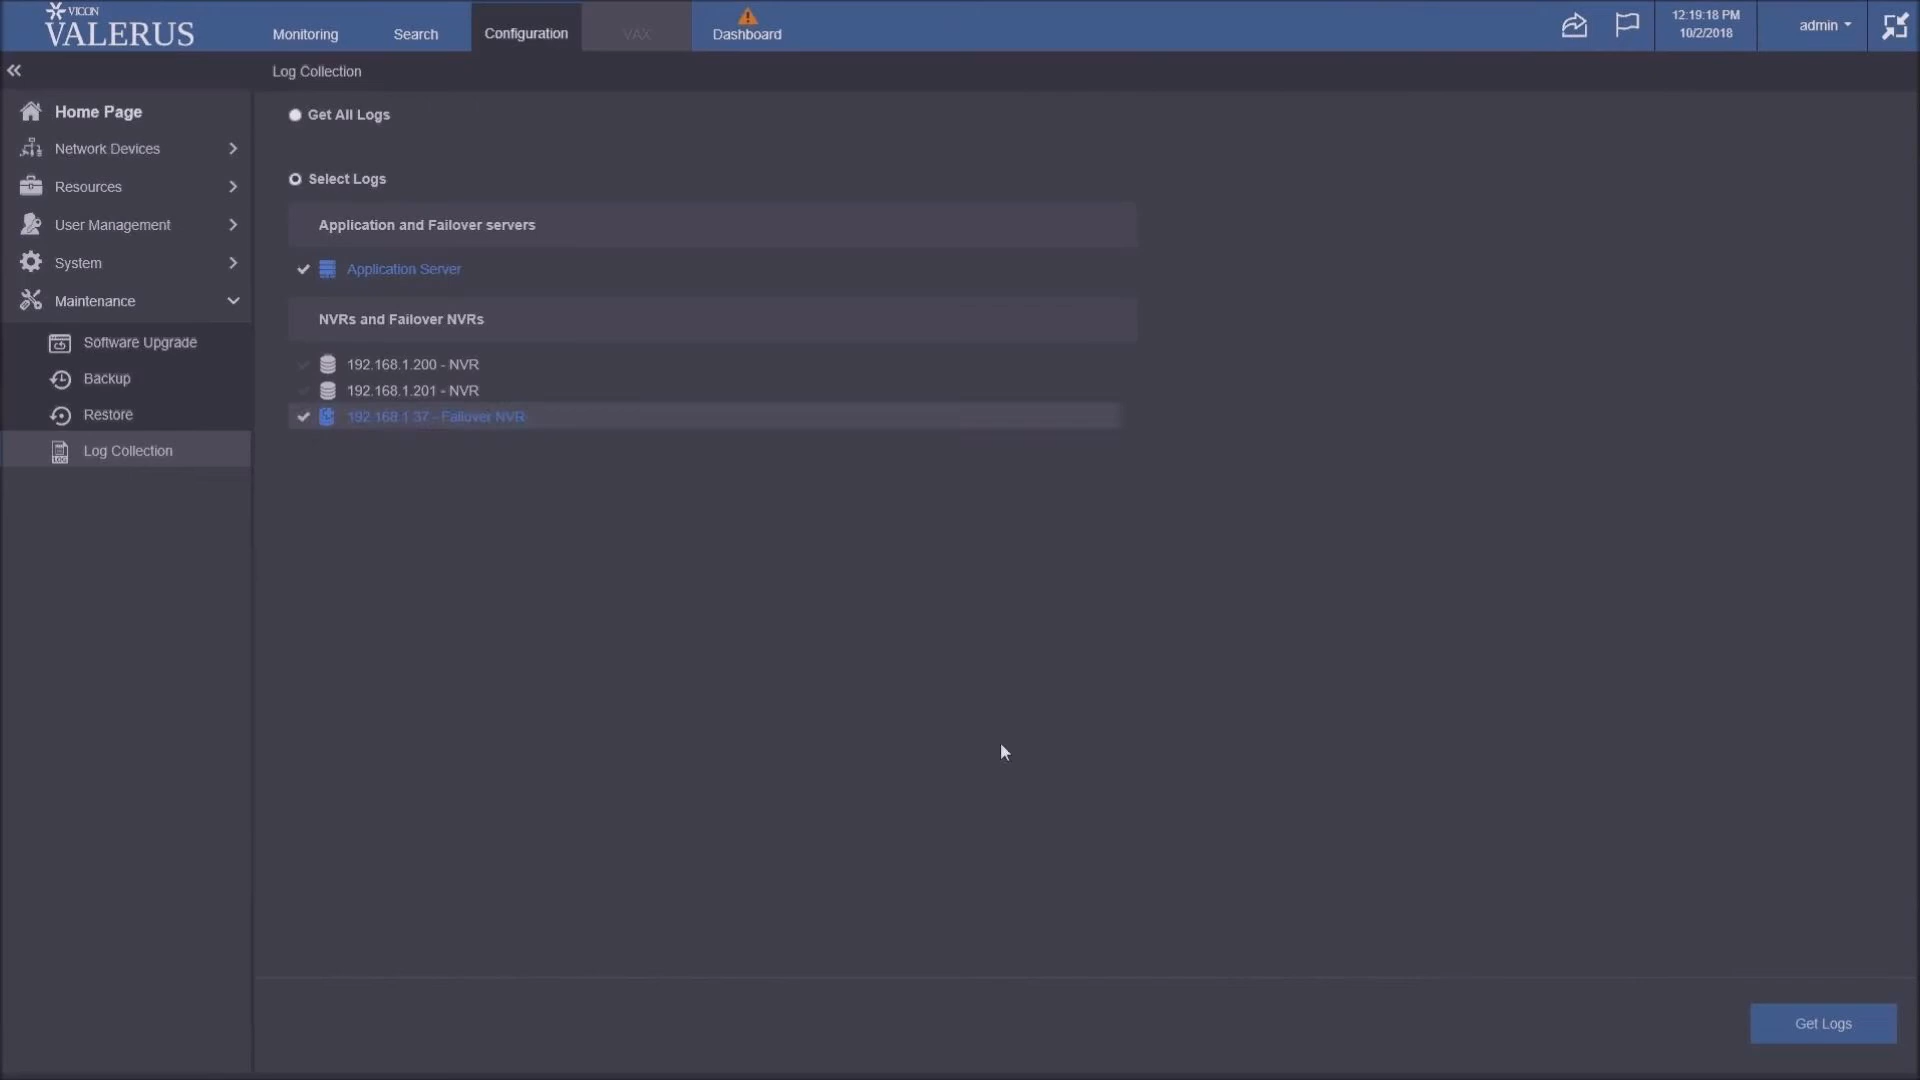 VICON
VALERUS
Monitoring
Search
Configuration
VAX
Dashboard
12:19:18 PM
10/2/2018
admin
Log Collection
Home Page
Network Devices
Resources
User Management
System
Maintenance
Software Upgrade
Backup
Restore
Log Collection
Get All Logs
Select Logs
Application and Failover servers
Application Server
NVRs and Failover NVRs
192.168.1.200 - NVR
192.168.1.201 - NVR
192.168.1.37 - Failover NVR
Get Logs